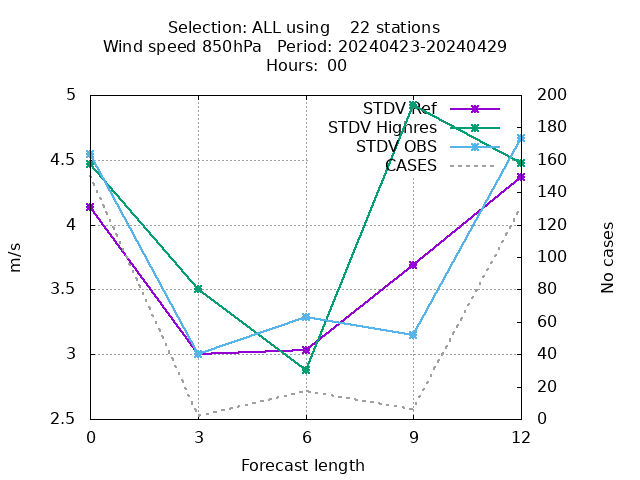 Selection: ALL using    22 stations
Wind speed 850hPa   Period: 20240423-20240429
Hours: 00
5 200
STDV Ref
180
STDV Highres
STDV OBS
4.5 160
CASES
140
4 120
100
3.5 80
60
3 40
20
2.5 0
0 3 6 9 12
m/s
No cases
Forecast length